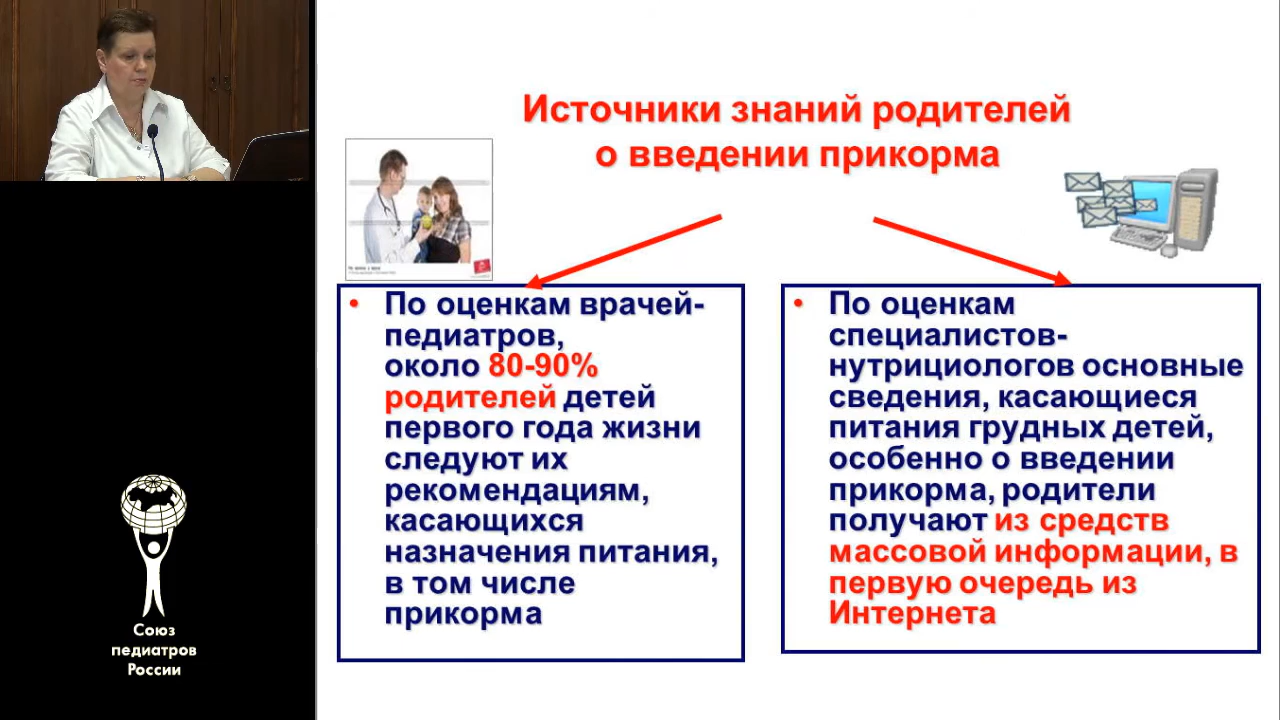 Источники знаний родителей
о введении прикорма
• По оценкам врачей-
педиатров,
около 80-90%
родителей детей
первого года жизни
следуют их
рекомендациям,
касающихся
назначения питания,
в том числе
прикорма
• По оценкам
специалистов-
нутрициологов основные
сведения, касающиеся
питания грудных детей,
особенно о введении
прикорма, родители
получают из средств
массовой информации, в
первую очередь из
Интернета
Союз
педиатров
России